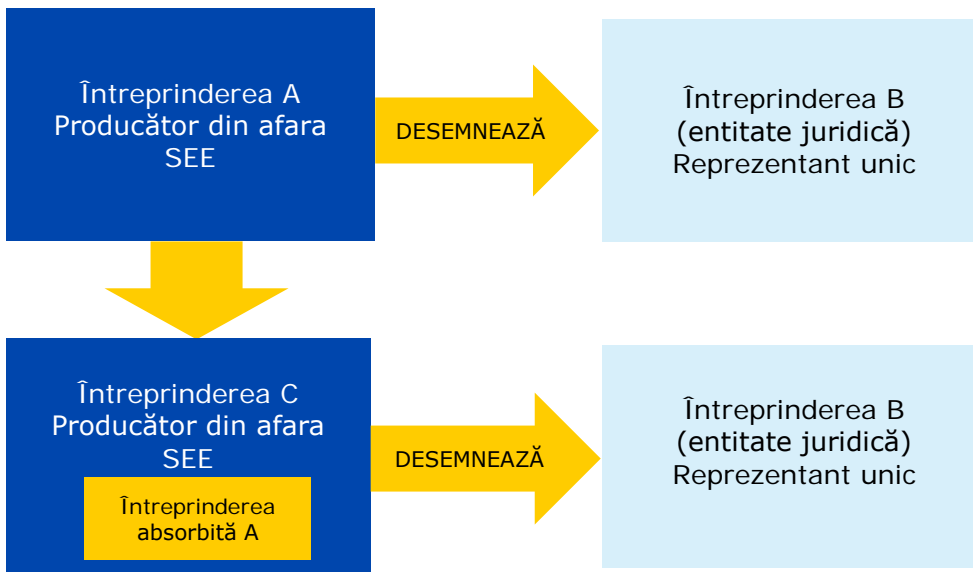 Întreprinderea A
Producător din afara
SEE
DESEMNEAZĂ
Întreprinderea B
(entitate juridică)
Reprezentant unic
Întreprinderea C
Producător din afara
SEE
Întreprinderea
absorbită A
DESEMNEAZĂ
Întreprinderea B
(entitate juridică)
Reprezentant unic